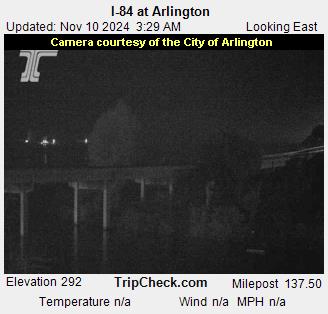 I-84 at Arlington
Updated: Nov 10 2024 3:29 AM Looking East
Camera courtesy of the City of Arlington
Elevation 292 TripCheck.com Milepost 137.50
Temperature n/a Wind n/a MPH n/a